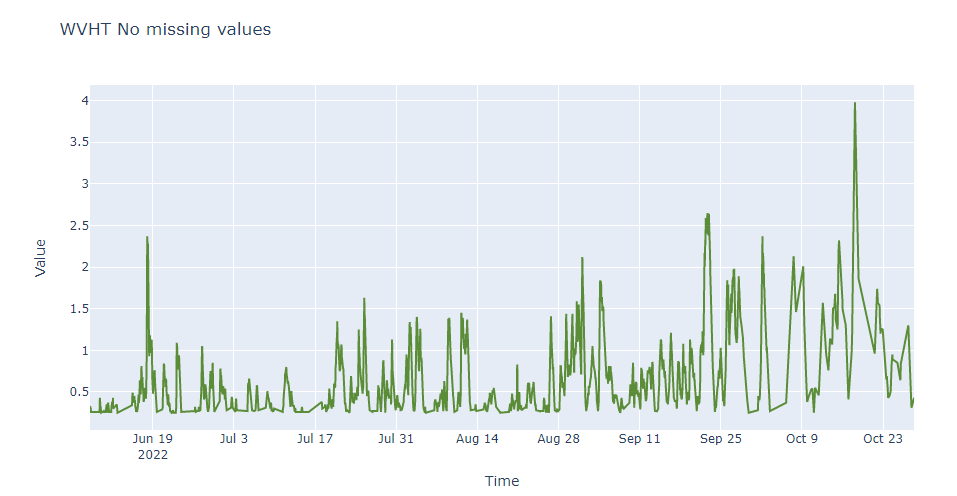 WVHT No missing values
4
3.5
3
2.5
2
1.5
1
0.5
Value
Jun 19 Jul 3 Jul 17 Jul 31 Aug 14 Aug 28 Sep 11 Sep 25 Oct 9 Oct 23
2022
Time